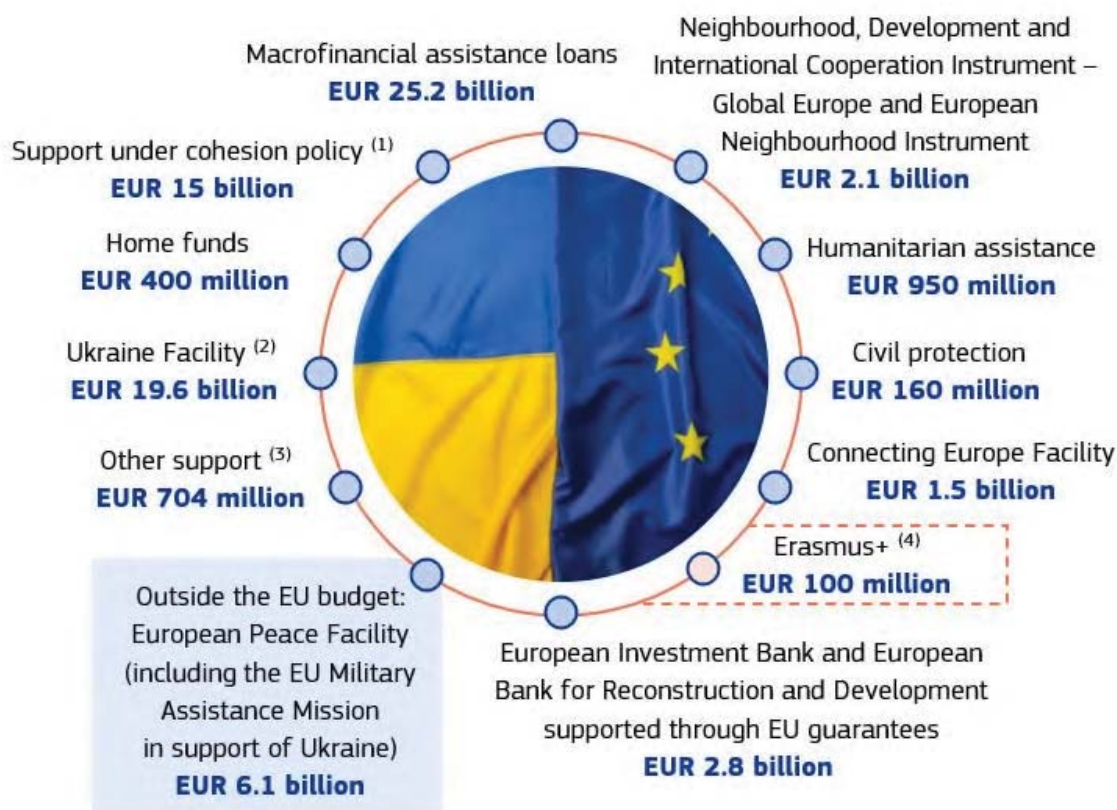 Macrofinancial assistance loans
EUR 25.2 billion
Neighbourhood, Development and
International Cooperation Instrument –
Global Europe and European
Neighbourhood Instrument
EUR 2.1 billion
Support under cohesion policy (1)
EUR 15 billion
Home funds
EUR 400 million
Humanitarian assistance
EUR 950 million
Ukraine Facility (2)
EUR 19.6 billion
Civil protection
EUR 160 million
Other support (3)
EUR 704 million
Connecting Europe Facility
EUR 1.5 billion
Erasmus+ (4)
EUR 100 million
Outside the EU budget:
European Peace Facility
(including the EU Military
Assistance Mission
in support of Ukraine)
EUR 6.1 billion
European Investment Bank and European
Bank for Reconstruction and Development
supported through EU guarantees
EUR 2.8 billion